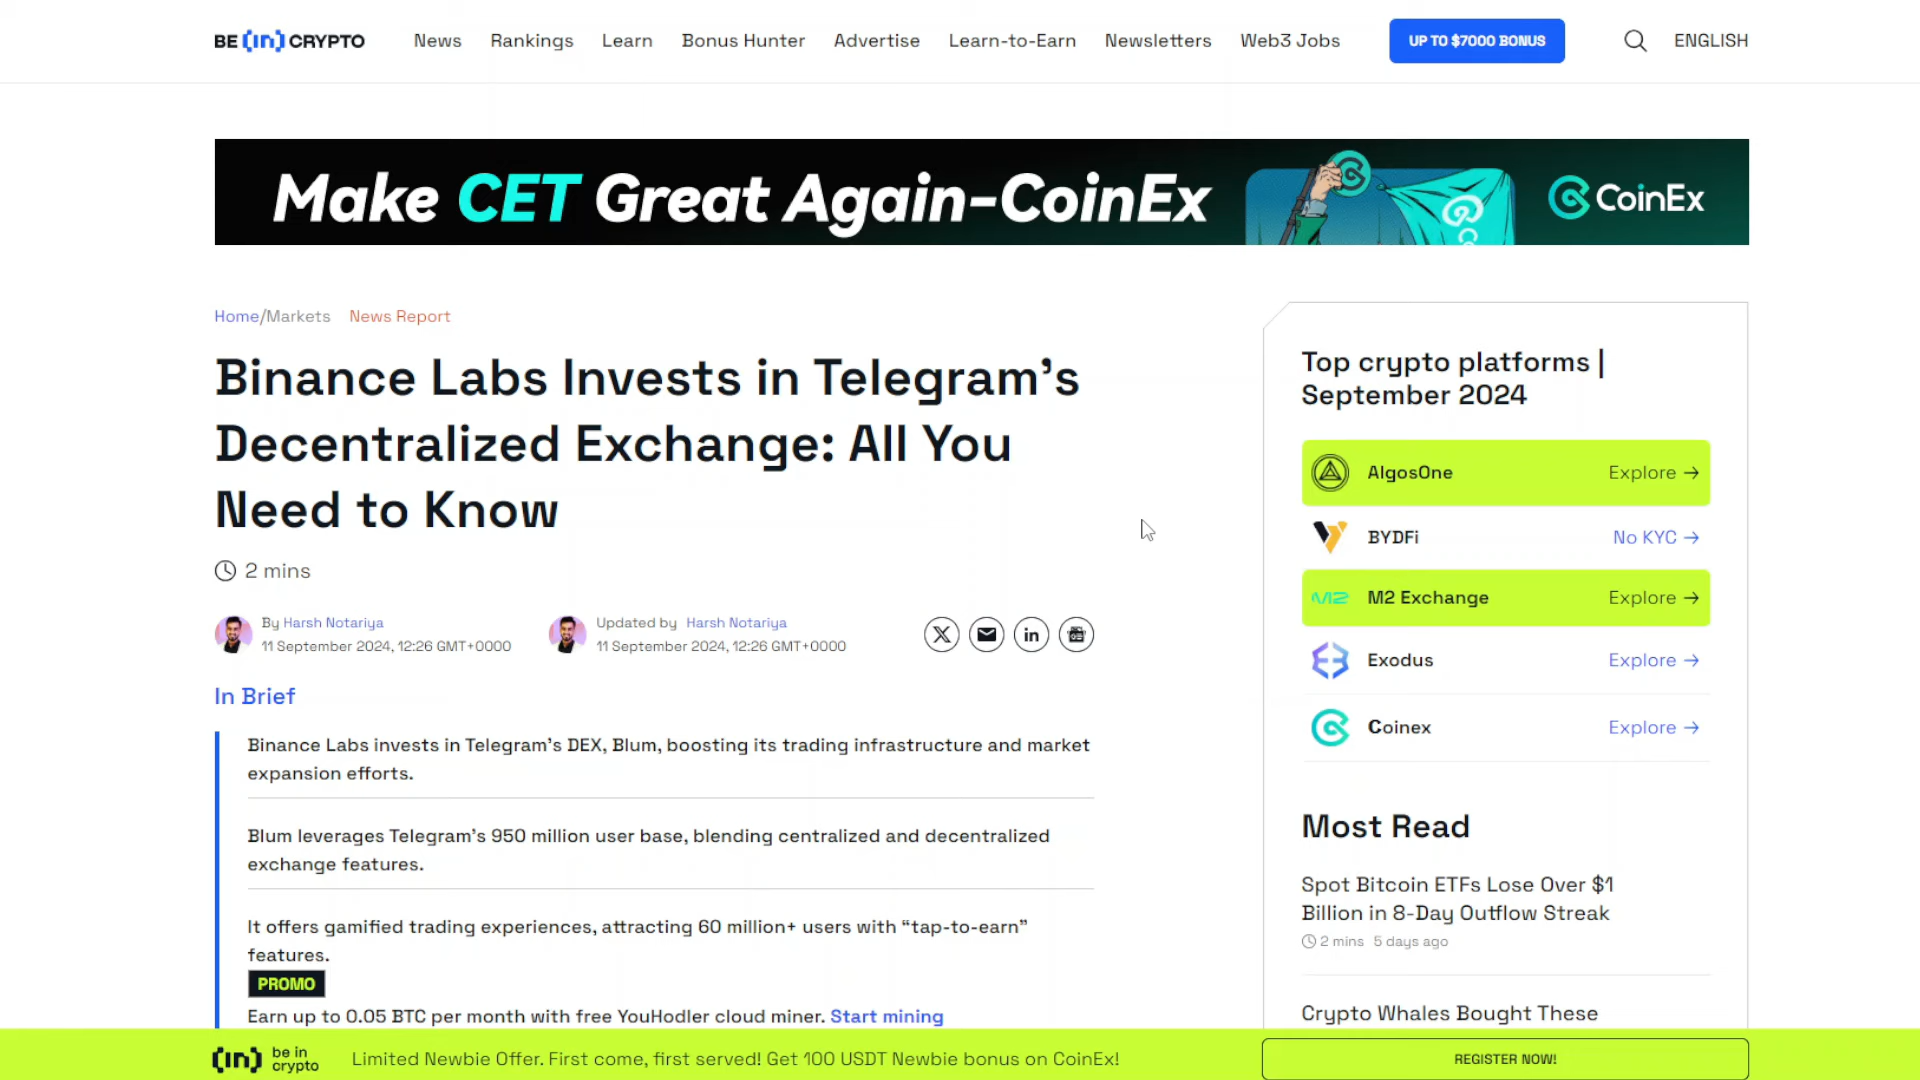 BE [in] CRYPTO
News
Rankings
Learn
Bonus Hunter
Advertise
Learn-to-Earn
Newsletters
Web3 Jobs
UP TO $7000 BONUS
ENGLISH
Make CET Great Again-CoinEx
CoinEx
Home/Markets
News Report
Binance Labs Invests in Telegram’s
Decentralized Exchange: All You
Need to Know
2 mins
By Harsh Notariya
11 September 2024, 12:26 GMT+0000
Updated by Harsh Notariya
11 September 2024, 12:26 GMT+0000
In Brief
Binance Labs invests in Telegram’s DEX, Blum, boosting its trading infrastructure and market
expansion efforts.
Blum leverages Telegram’s 950 million user base, blending centralized and decentralized
exchange features.
It offers gamified trading experiences, attracting 60 million+ users with “tap-to-earn”
features.
PROMO
Earn up to 0.05 BTC per month with free YouHodler cloud miner. Start mining
Top crypto platforms |
September 2024
AlgosOne
Explore →
BYDFi
No KYC →
M2
M2 Exchange
Explore →
Exodus
Explore →
Coinex
Explore →
Most Read
Spot Bitcoin ETFs Lose Over $1
Billion in 8-Day Outflow Streak
2 mins 5 days ago
Crypto Whales Bought These
[in] be in
crypto
Limited Newbie Offer. First come, first served! Get 100 USDT Newbie bonus on CoinEx!
REGISTER NOW!